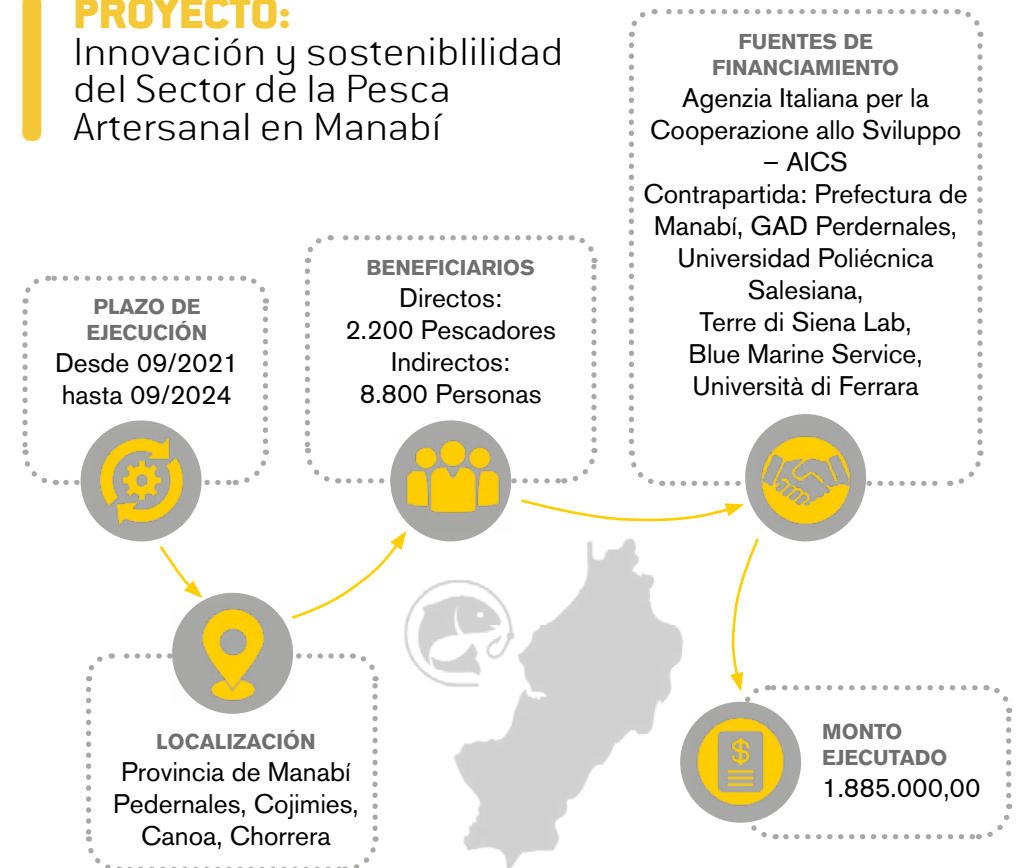 PROYECTO:
Innovación y sosteniblilidad
del Sector de la Pesca
Artersanal en Manabí
PLAZO DE
EJECUCIÓN
Desde 09/2021
hasta 09/2024
LOCALIZACIÓN
Provincia de Manabí
Pedernales, Cojimies,
Canoa, Chorrera
BENEFICIARIOS
Directos:
2.200 Pescadores
Indirectos:
8.800 Personas
FUENTES DE
FINANCIAMIENTO
Agenzia Italiana per la
Cooperazione allo Sviluppo
– AICS
Contrapartida: Prefectura de
Manabí, GAD Perdernales,
Universidad Poliécnica
Salesiana,
Terre di Siena Lab,
Blue Marine Service,
Università di Ferrara
$
MONTO
EJECUTADO
1.885.000,00